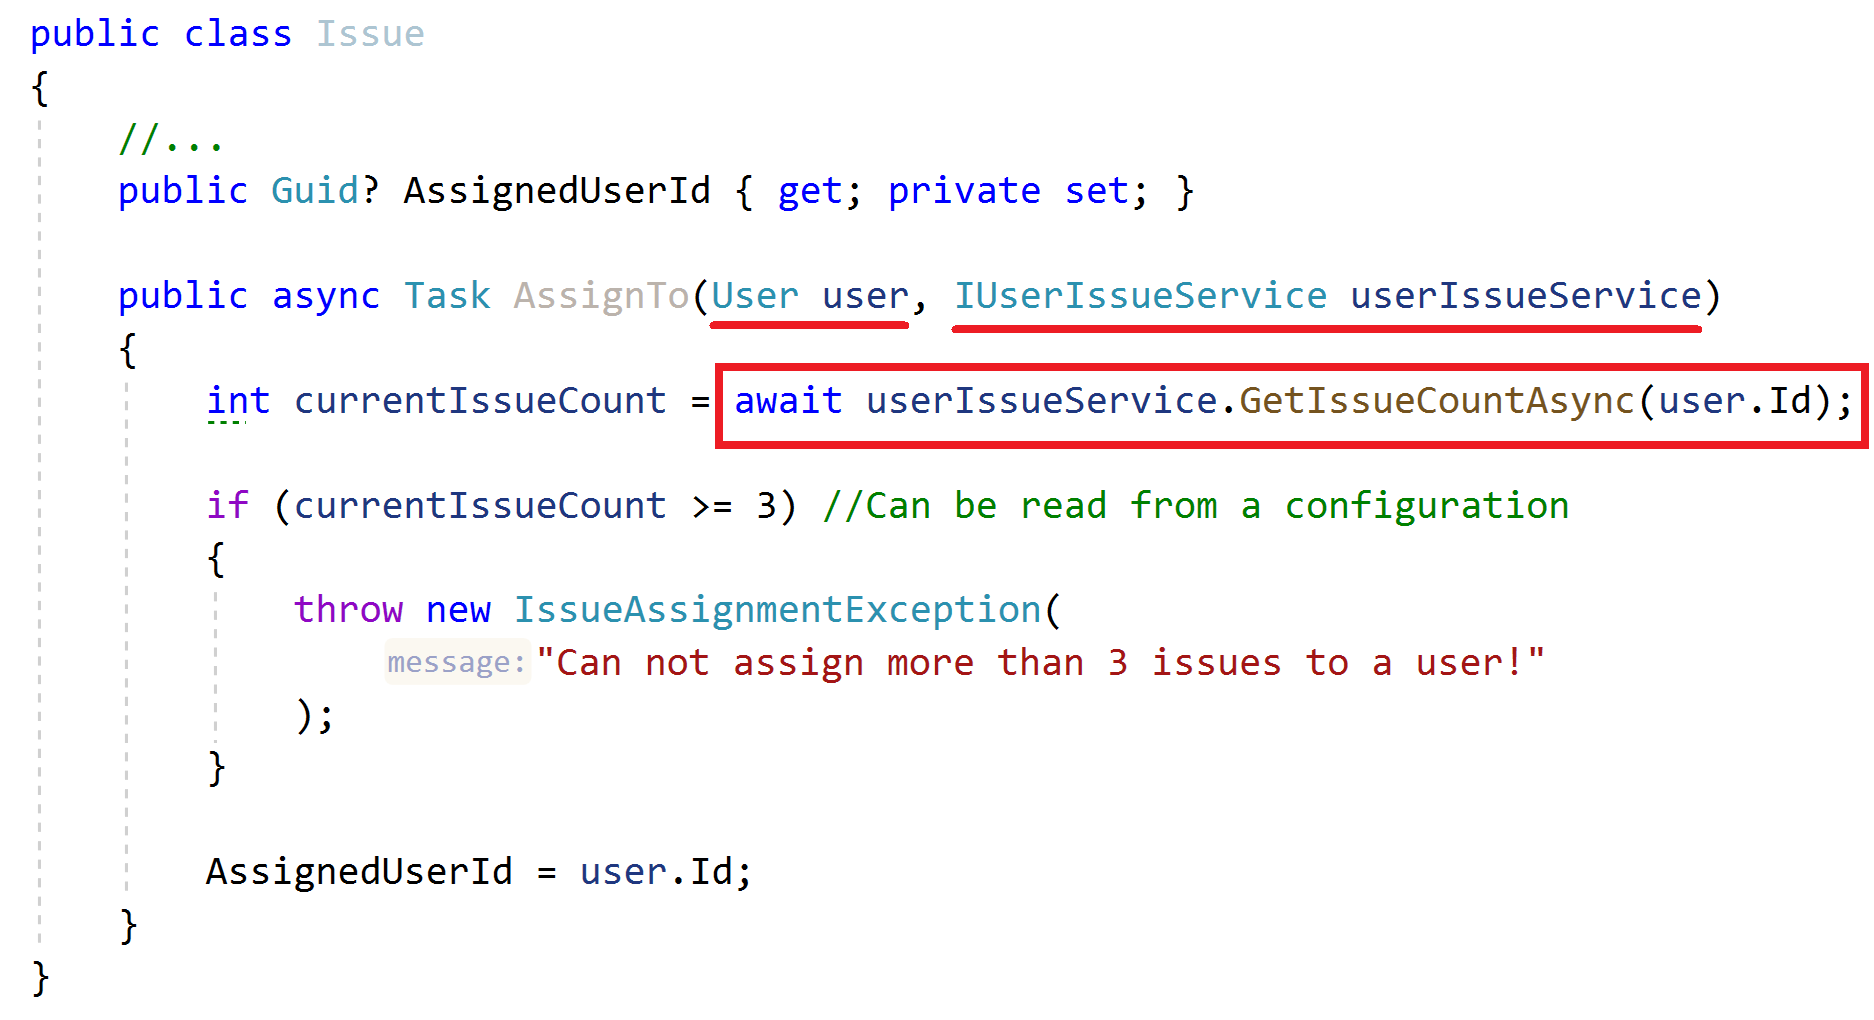 public class Issue
{
//...
public Guid? AssignedUserId { get; private set; }
public async Task AssignTo(User user, IUserIssueService userIssueService)
{
int currentIssueCount = await userIssueService.GetIssueCountAsync(user.Id);
if (currentIssueCount >= 3) //Can be read from a configuration
{
throw new IssueAssignmentException(
message: "Can not assign more than 3 issues to a user!"
);
}
AssignedUserId = user.Id;
}
}